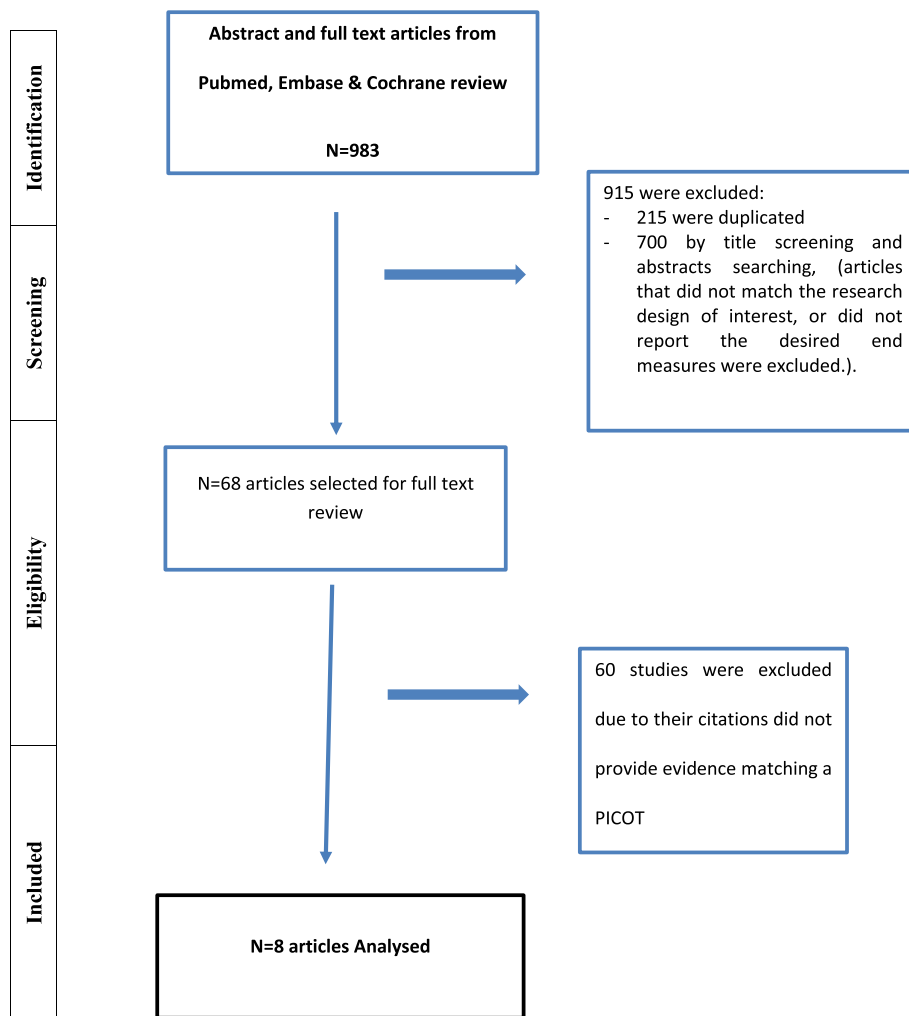 Identification
Abstract and full text articles from
Pubmed, Embase & Cochrane review
N=983
Screening
915 were excluded:
- 215 were duplicated
- 700 by title screening and
abstracts searching, (articles
that did not match the research
design of interest, or did not
report the desired end
measures were excluded.).
Eligibility
N=68 articles selected for full text
review
60 studies were excluded
due to their citations did not
provide evidence matching a
PICOT
Included
N=8 articles Analysed